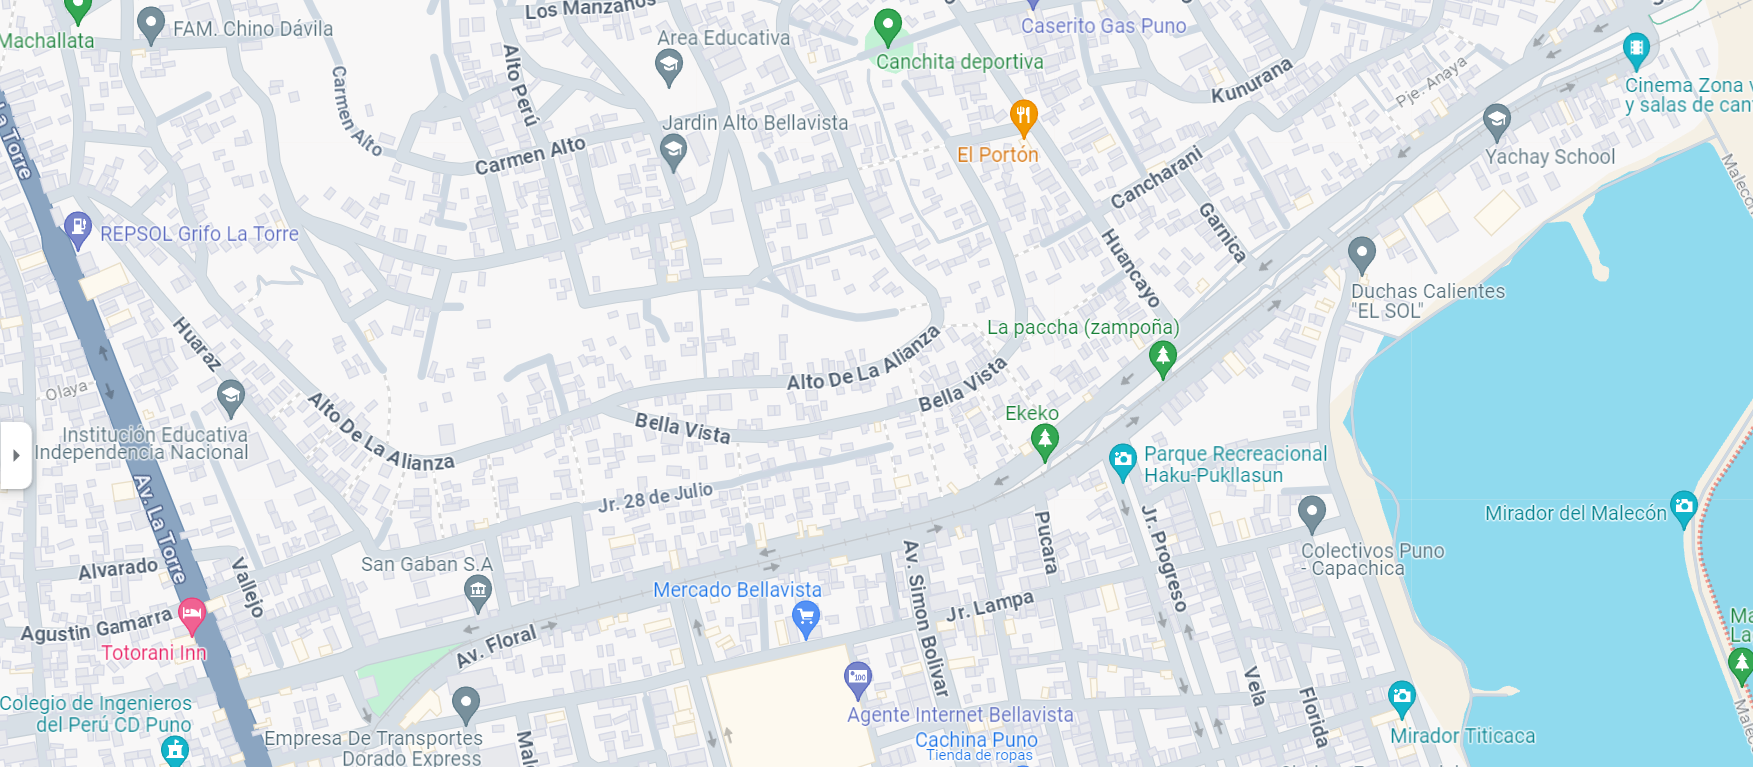 Los Manzanos
FAM. Chino Dávila
Machallata
Area Educativa
Caserito Gas Puno
Canchita deportiva
Alto Perú
Carmen Alto
Kunurana
Pje. Anaya
Cinema Zona v
y salas de can
La Torre
Jardin Alto Bellavista
Carmen Alto
El Portón
Yachay School
Cancharani
Garnica
Huancayo
REPSOL Grifo La Torre
Duchas Calientes
"EL SOL"
La paccha (zampoña)
Huaraz
Alto De La Alianza
Olaya
Bella Vista
Alto De La Alianza
Bella Vista
Ekeko
Institución Educativa
Independencia Nacional
Parque Recreacional
Haku-Pukllasun
Av. La Torre
Jr. 28 de Julio
Mirador del Malecón
Jr. Progreso
Pucara
Colectivos Puno
- Capachica
Alvarado
Vallejo
San Gaban S.A
Av. Simon Bolivar
Mercado Bellavista
Jr. Lampa
Agustin Gamarra
Totorani Inn
Av. Floral
Ma
La
Vela
Florida
Colegio de Ingenieros
del Perú CD Puno
Agente Internet Bellavista
Empresa De Transportes
Dorado Express
Cachina Puno
Tienda de ropas
Mirador Titicaca